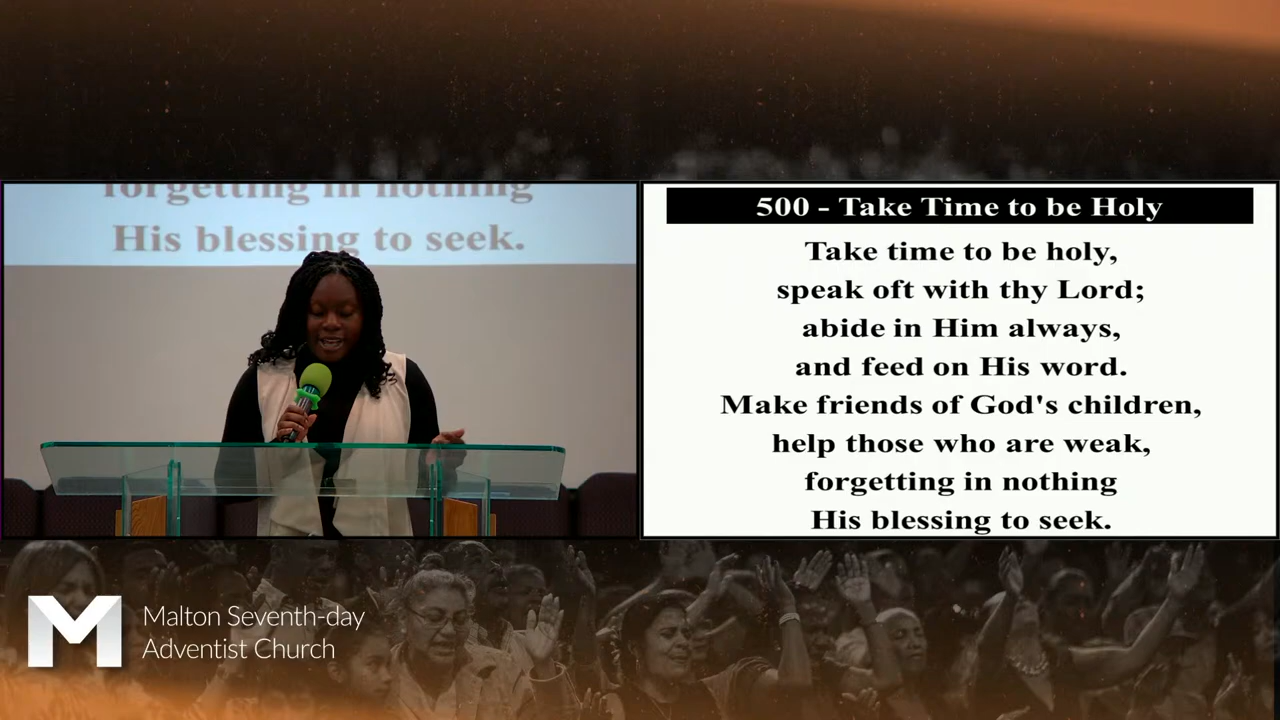 forgetting in nothing
His blessing to seek.
500 - Take Time to be Holy
Take time to be holy,
speak oft with thy Lord;
abide in Him always,
and feed on His word.
Make friends of God's children,
help those who are weak,
forgetting in nothing
His blessing to seek.
M
Malton Seventh-day
Adventist Church